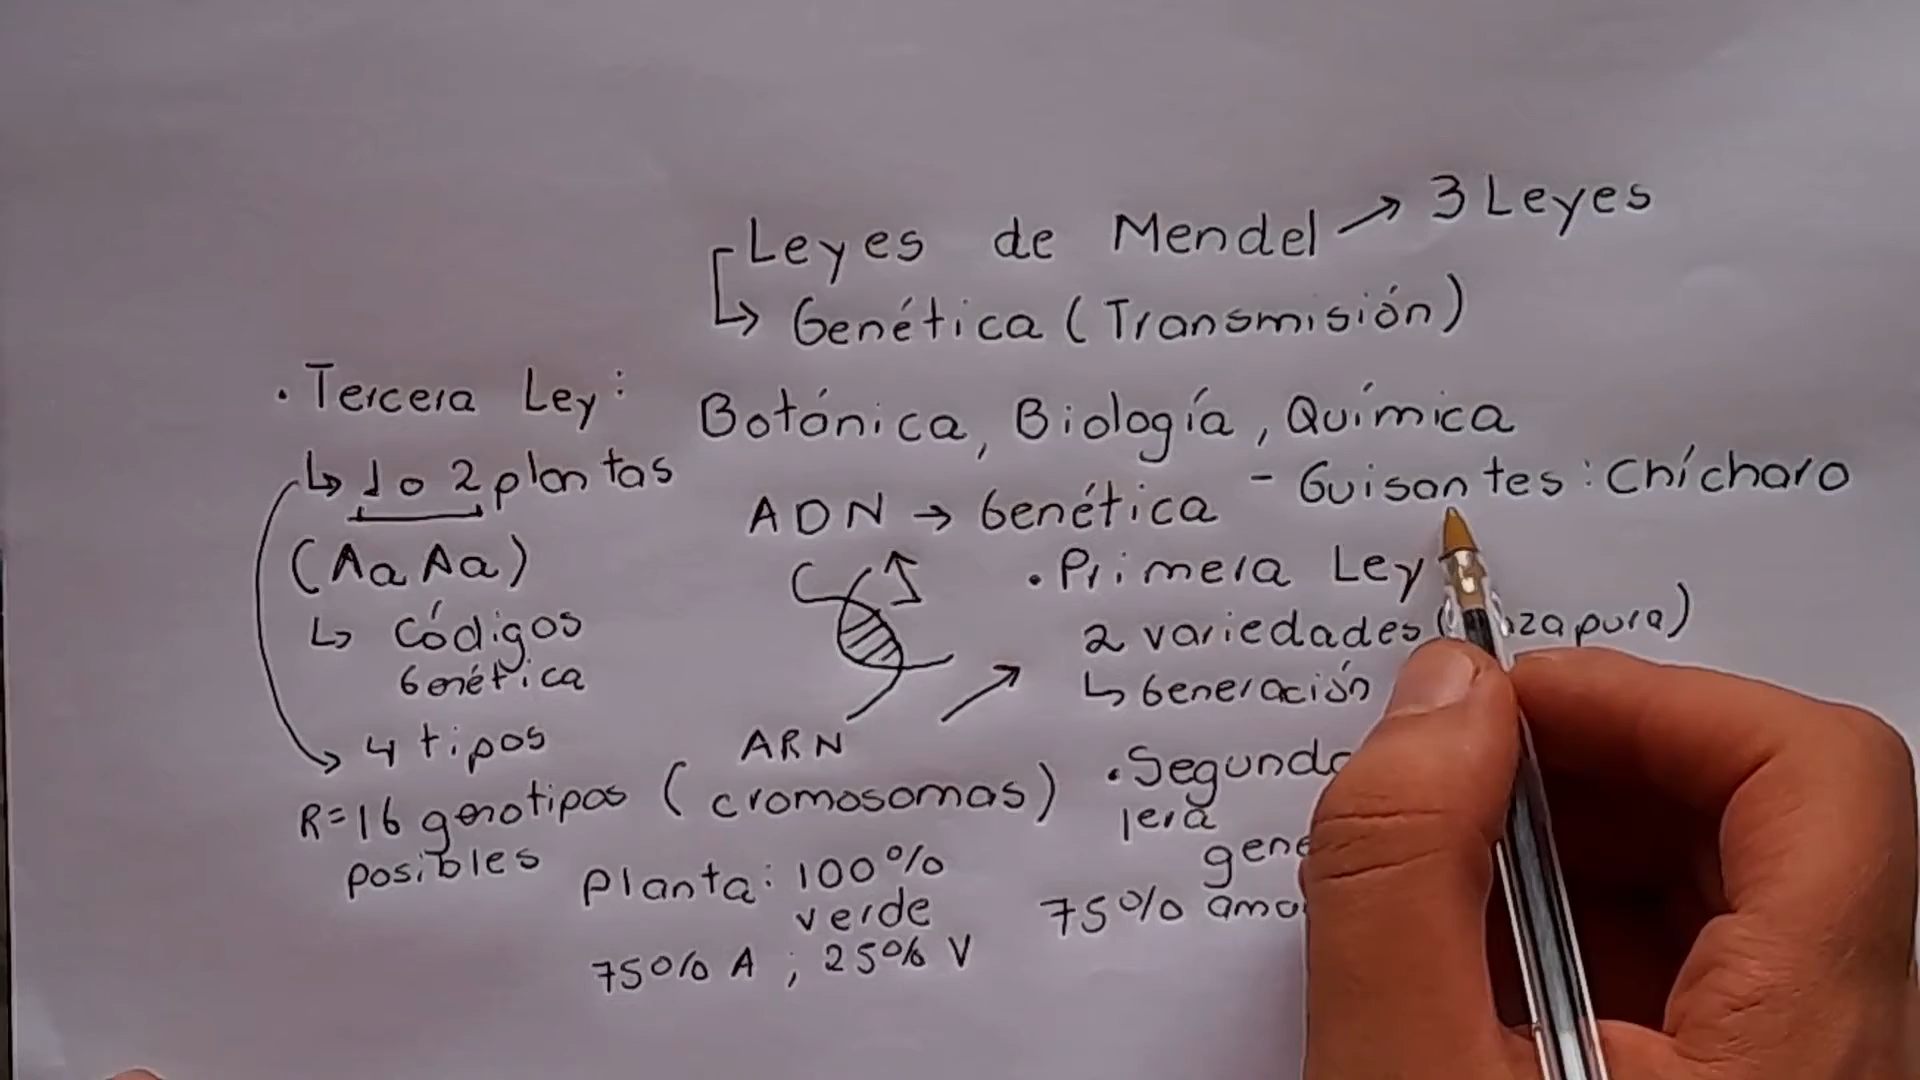 Leyes de Mendel → 3 Leyes
↳ Genética (Transmisión)
Botánica, Biología, Química
- Guisantes: Chícharo
ADN → Genética
ARN
(cromosomas)
• Primera Ley
2 variedades
pura)
↳ Generación
• Segunda
1era
75%
Planta: 100%
verde
75% A ; 25% V
• Tercera Ley:
↳ 1 o 2 plantas
(Aa Aa)
↳ Códigos
Genética
→ 4 tipos
R=16 genotipos
posibles